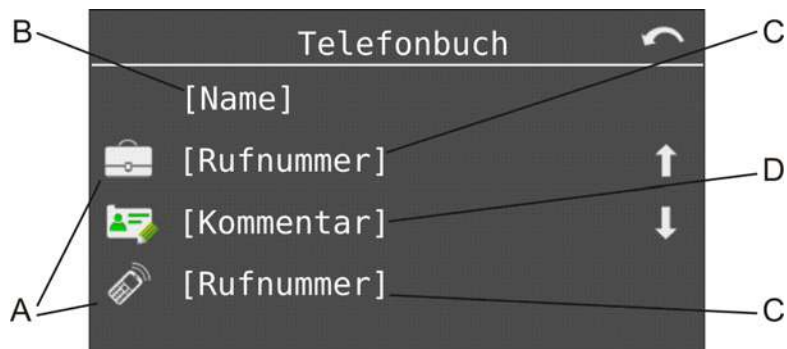 B
Telefonbuch
C
[Name]
[Rufnummer]
D
[Kommentar]
[Rufnummer]
A
C